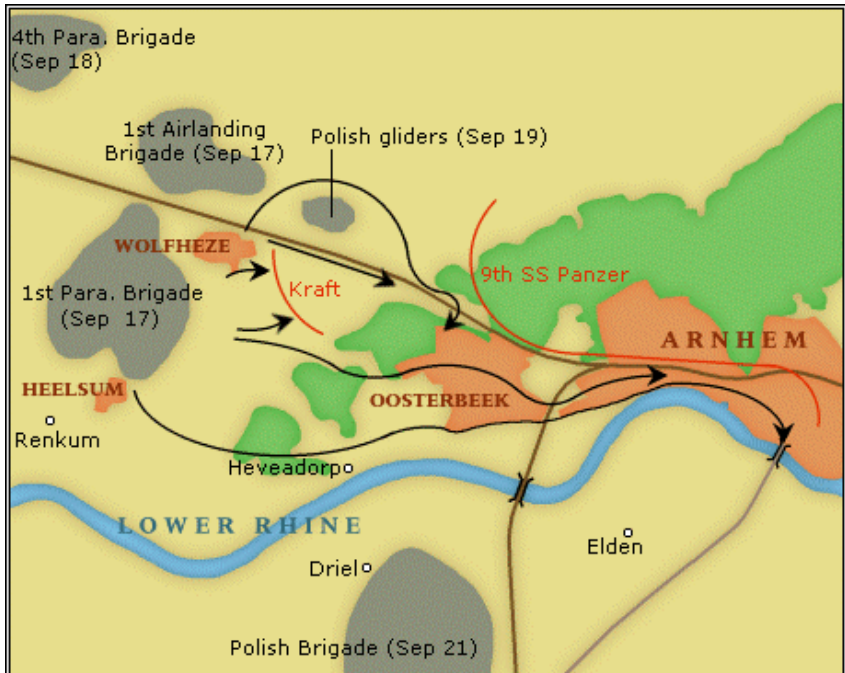 4th Para. Brigade
(Sep 18)
1st Airlanding
Brigade (Sep 17)
Polish gliders (Sep 19)
WOLFHEZE
9th SS Panzer
Kraft
1st Para. Brigade
(Sep 17)
ARNHEM
HEELSUM
OOSTERBEEK
Renkum
Heveadorp
LOWER RHINE
Elden
Driel
Polish Brigade (Sep 21)